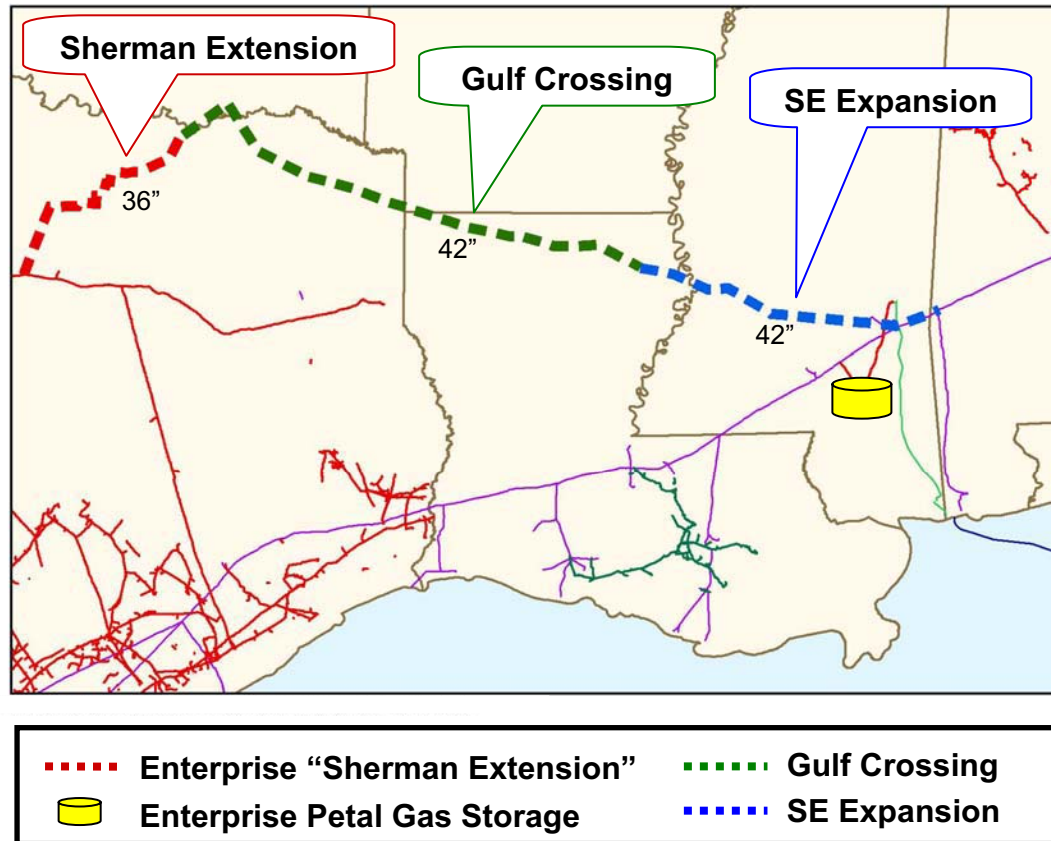 Sherman Extension
Gulf Crossing
SE Expansion
36”
42”
42”
Enterprise “Sherman Extension”
Gulf Crossing
Enterprise Petal Gas Storage
SE Expansion